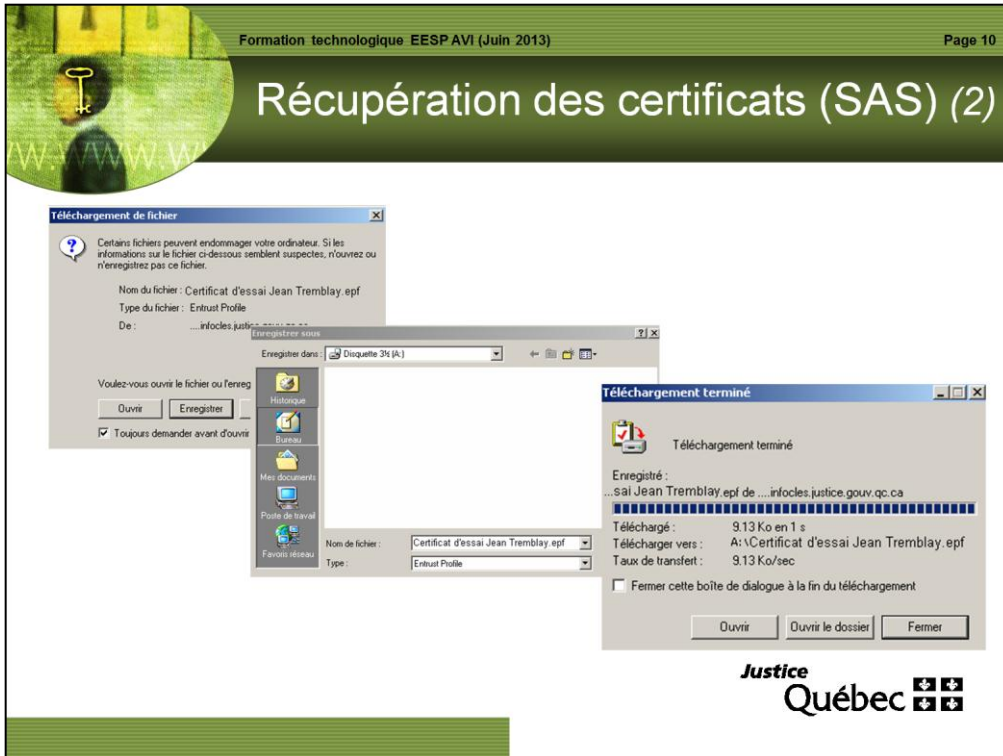 Formation technologique EESP AVI (Juin 2013)
Page 10
Récupération des certificats (SAS) (2)
WWW.W
Téléchargement de fichier
Certains fichiers peuvent endommager votre ordinateur. Si les
informations sur le fichier ci-dessous semblent suspectes, n'ouvrez ou
n'enregistrez pas ce fichier.
Nom du fichier : Certificat d'essai Jean Tremblay.epf
Type du fichier : Entrust Profile
De : ....infocles.justice.gouv.qc.ca
Voulez-vous ouvrir le fichier ou l'enreg
Ouvrir
Enregistrer
Toujours demander avant d'ouvrir
Enregistrer sous
Enregistrer dans : Disquette 3½ (A:)
Historique
Bureau
Mes documents
Poste de travail
Favoris réseau
Nom de fichier : Certificat d'essai Jean Tremblay.epf
Type : Entrust Profile
Téléchargement terminé
Téléchargement terminé
Enregistré :
...sai Jean Tremblay.epf de ....infocles.justice.gouv.qc.ca
Téléchargé : 9.13 Ko en 1 s
Télécharger vers : A:\Certificat d'essai Jean Tremblay.epf
Taux de transfert : 9.13 Ko/sec
Fermer cette boîte de dialogue à la fin du téléchargement
Ouvrir
Ouvrir le dossier
Fermer
Justice
Québec